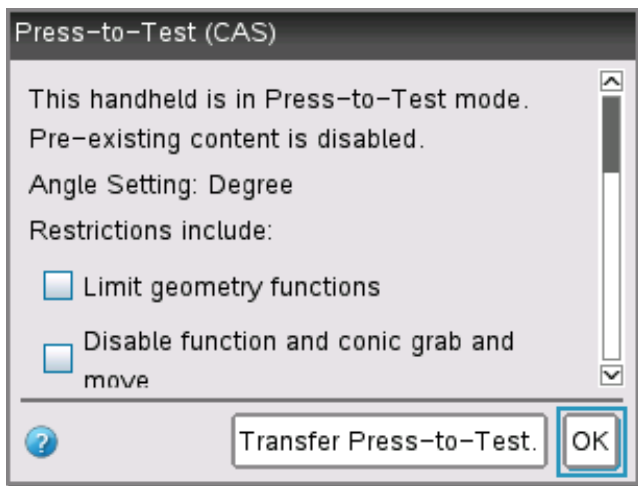 Press-to-Test (CAS)
This handheld is in Press-to-Test mode.
Pre-existing content is disabled.
Angle Setting: Degree
Restrictions include:
Limit geometry functions
Disable function and conic grab and
move
?
Transfer Press-to-Test.
OK